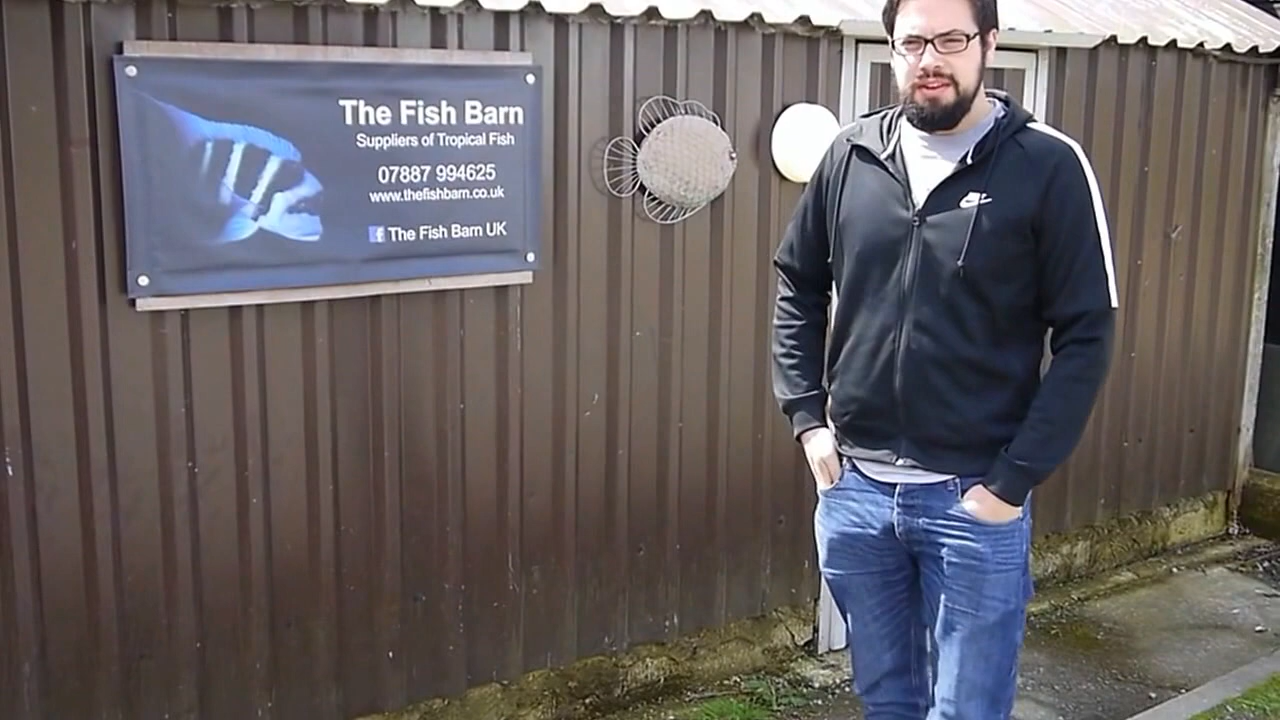 The Fish Barn
Suppliers of Tropical Fish
07887 994625
www.thefishbarn.co.uk
f The Fish Barn UK